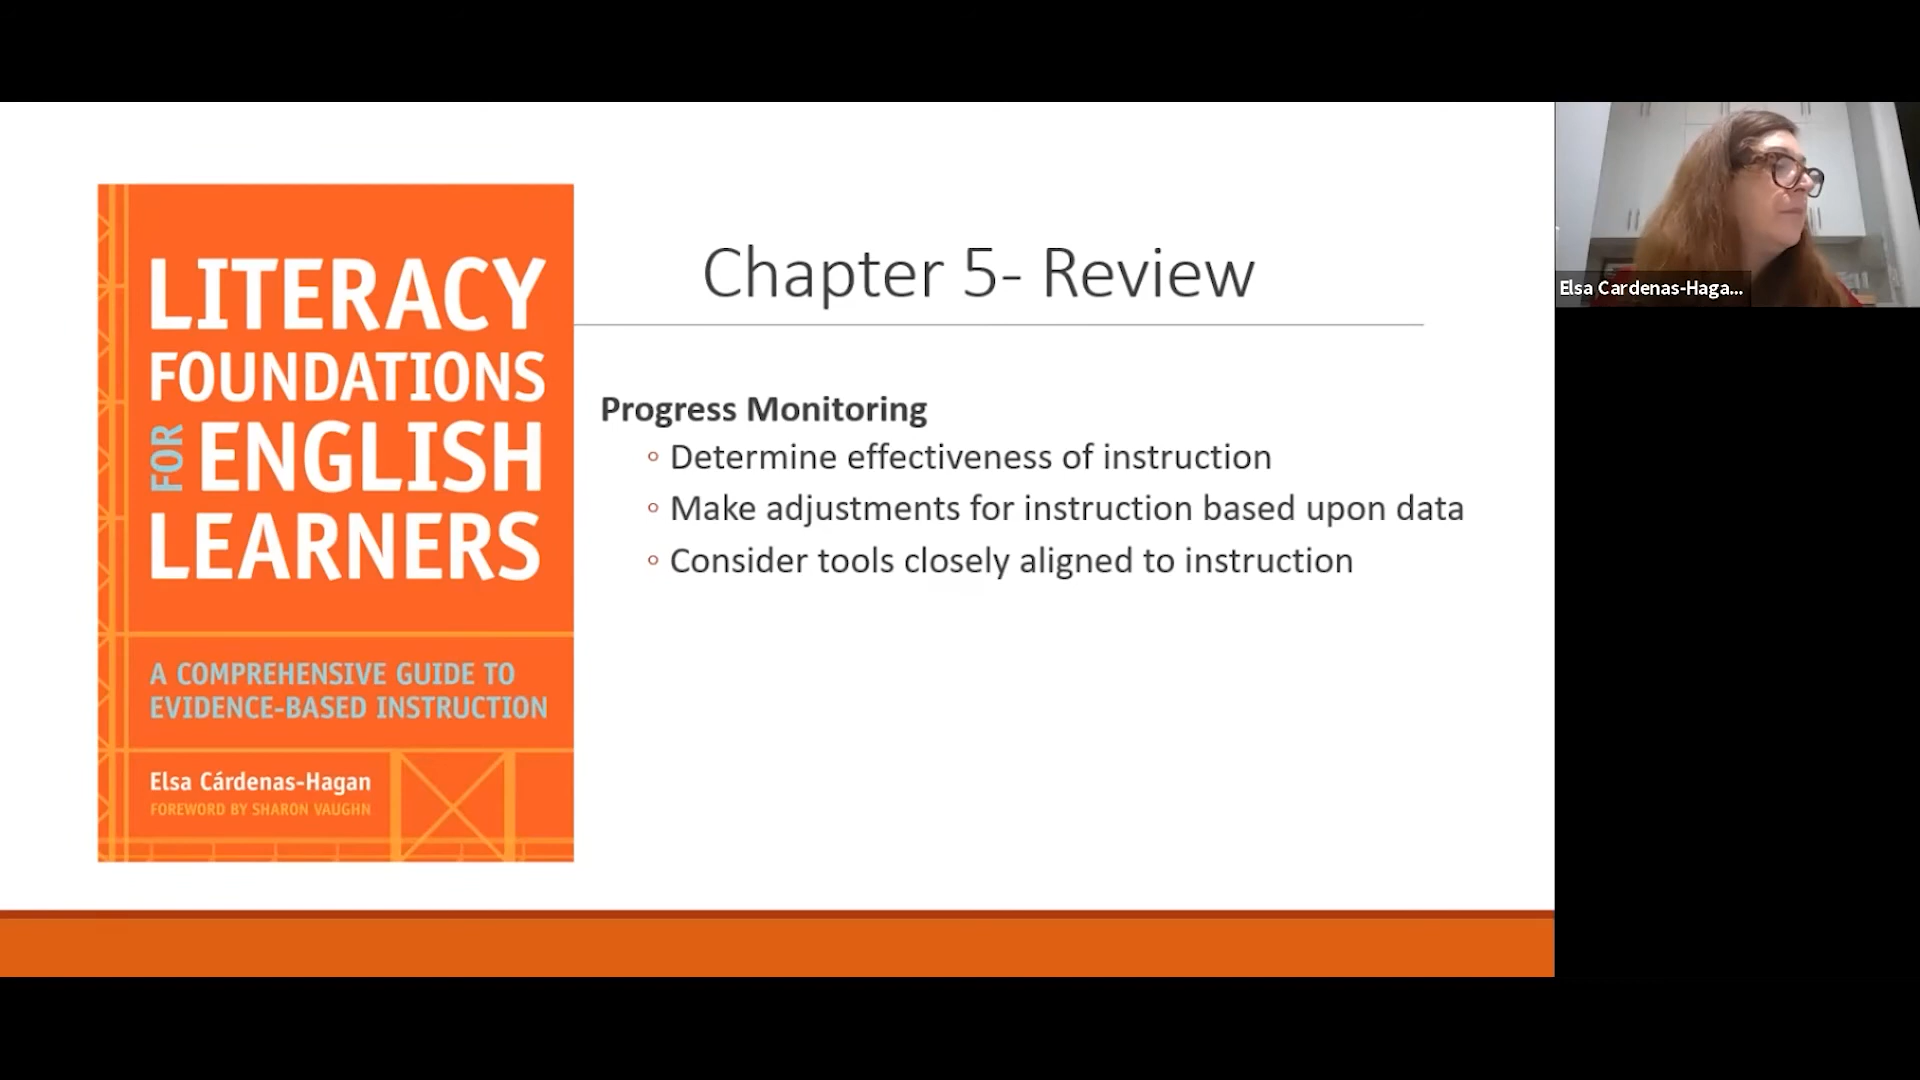 LITERACY
FOUNDATIONS
FOR ENGLISH
LEARNERS
A COMPREHENSIVE GUIDE TO
EVIDENCE-BASED INSTRUCTION
Elsa Cárdenas-Hagan
FOREWORD BY SHARON VAUGHN
Chapter 5- Review
Progress Monitoring
◦ Determine effectiveness of instruction
◦ Make adjustments for instruction based upon data
◦ Consider tools closely aligned to instruction
Elsa Cardenas-Haga...